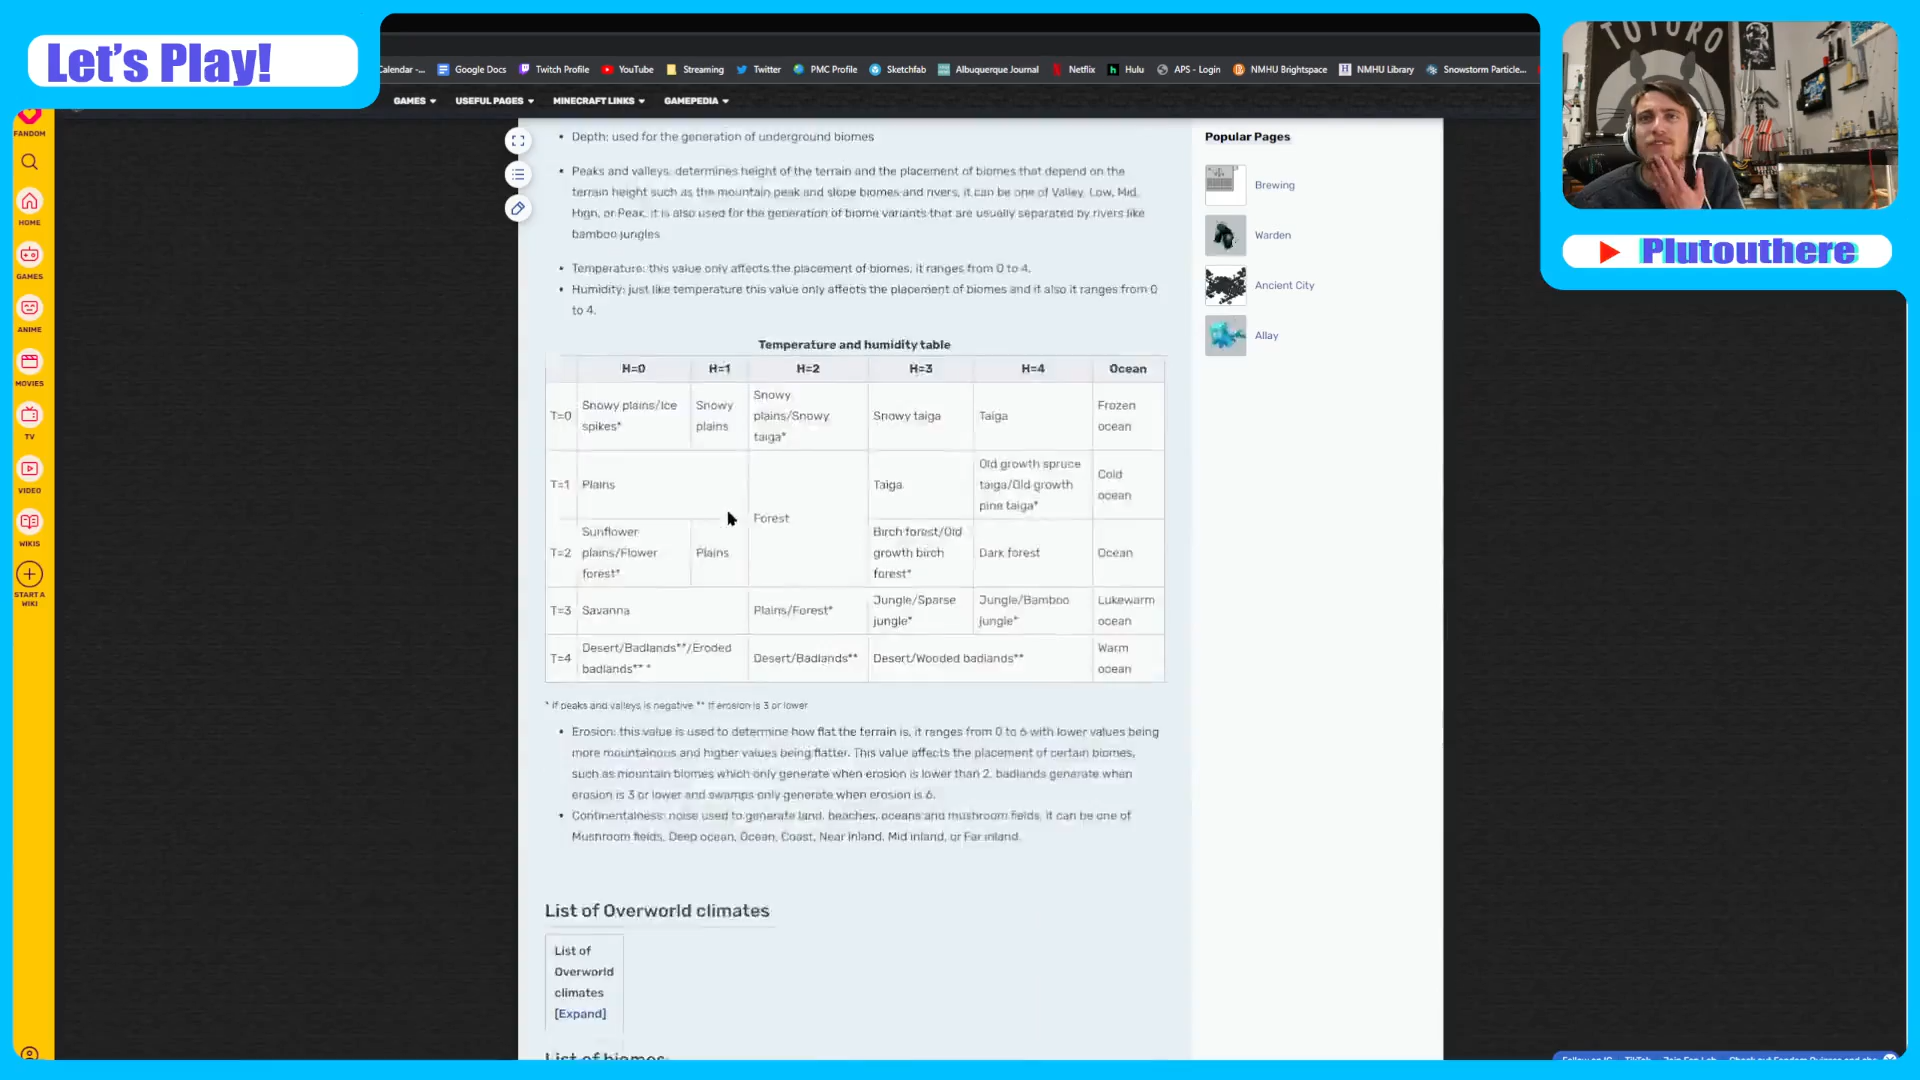 Let's Play!
Calendar -...
Google Docs
Twitch Profile
YouTube
Streaming
Twitter
PMC Profile
Sketchfab
Albuquerque Journal
Netflix
Hulu
APS - Login
NMHU Brightspace
NMHU Library
Snowstorm Particle...
GAMES
USEFUL PAGES
MINECRAFT LINKS
GAMEPEDIA
FANDOM
HOME
GAMES
ANIME
MOVIES
TV
VIDEO
WIKIS
START A
WIKI
Depth: used for the generation of underground biomes
Peaks and valleys, determines height of the terrain and the placement of biomes that depend on the
terrain height such as the mountain peak and slope biomes and rivers, it can be one of Valley, Low, Mid,
High, or Peak. It is also used for the generation of biome variants that are usually separated by rivers like
bamboo jungles
Temperature: this value only affects the placement of biomes, it ranges from 0 to 4.
Humidity: just like temperature this value only affects the placement of biomes and it also it ranges from 0
to 4.
Temperature and humidity table
H=0
H=1
H=2
H=3
H=4
Ocean
T=0
Snowy plains/Ice
spikes*
Snowy
plains
Snowy
plains/Snowy
taiga*
Snowy taiga
Taiga
Frozen
ocean
T=1
Plains
Forest
Taiga
Old growth spruce
taiga/Old growth
pine taiga*
Cold
ocean
T=2
Sunflower
plains/Flower
forest*
Plains
Birch forest/Old
growth birch
forest*
Dark forest
Ocean
T=3
Savanna
Plains/Forest*
Jungle/Sparse
jungle*
Jungle/Bamboo
jungle*
Lukewarm
ocean
T=4
Desert/Badlands**/Eroded
badlands** *
Desert/Badlands**
Desert/Wooded badlands**
Warm
ocean
* if peaks and valleys is negative ** If erosion is 3 or lower
Erosion: this value is used to determine how flat the terrain is, it ranges from 0 to 6 with lower values being
more mountainous and higher values being flatter. This value affects the placement of certain biomes,
such as mountain biomes which only generate when erosion is lower than 2, badlands generate when
erosion is 3 or lower and swamps only generate when erosion is 6.
Continentalness: noise used to generate land, beaches, oceans and mushroom fields, it can be one of
Mushroom fields, Deep ocean, Ocean, Coast, Near inland, Mid inland, or Far inland.
List of Overworld climates
List of
Overworld
climates
[Expand]
List of biomes
Popular Pages
Brewing
Warden
Ancient City
Allay
TOTORO
Plutouthere